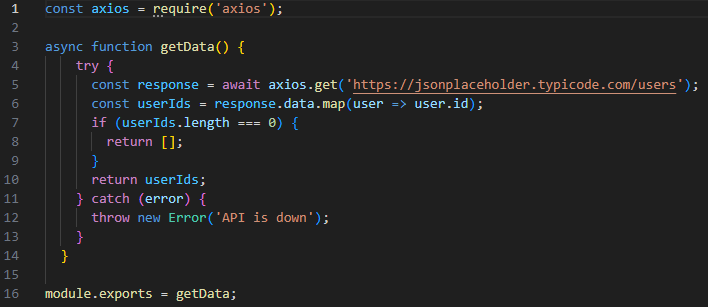 1 const axios = require('axios');
2
3 async function getData() {
4 try {
5 const response = await axios.get('https://jsonplaceholder.typicode.com/users');
6 const userIds = response.data.map(user => user.id);
7 if (userIds.length === 0) {
8 return [];
9 }
10 return userIds;
11 } catch (error) {
12 throw new Error('API is down');
13 }
14 }
15
16 module.exports = getData;